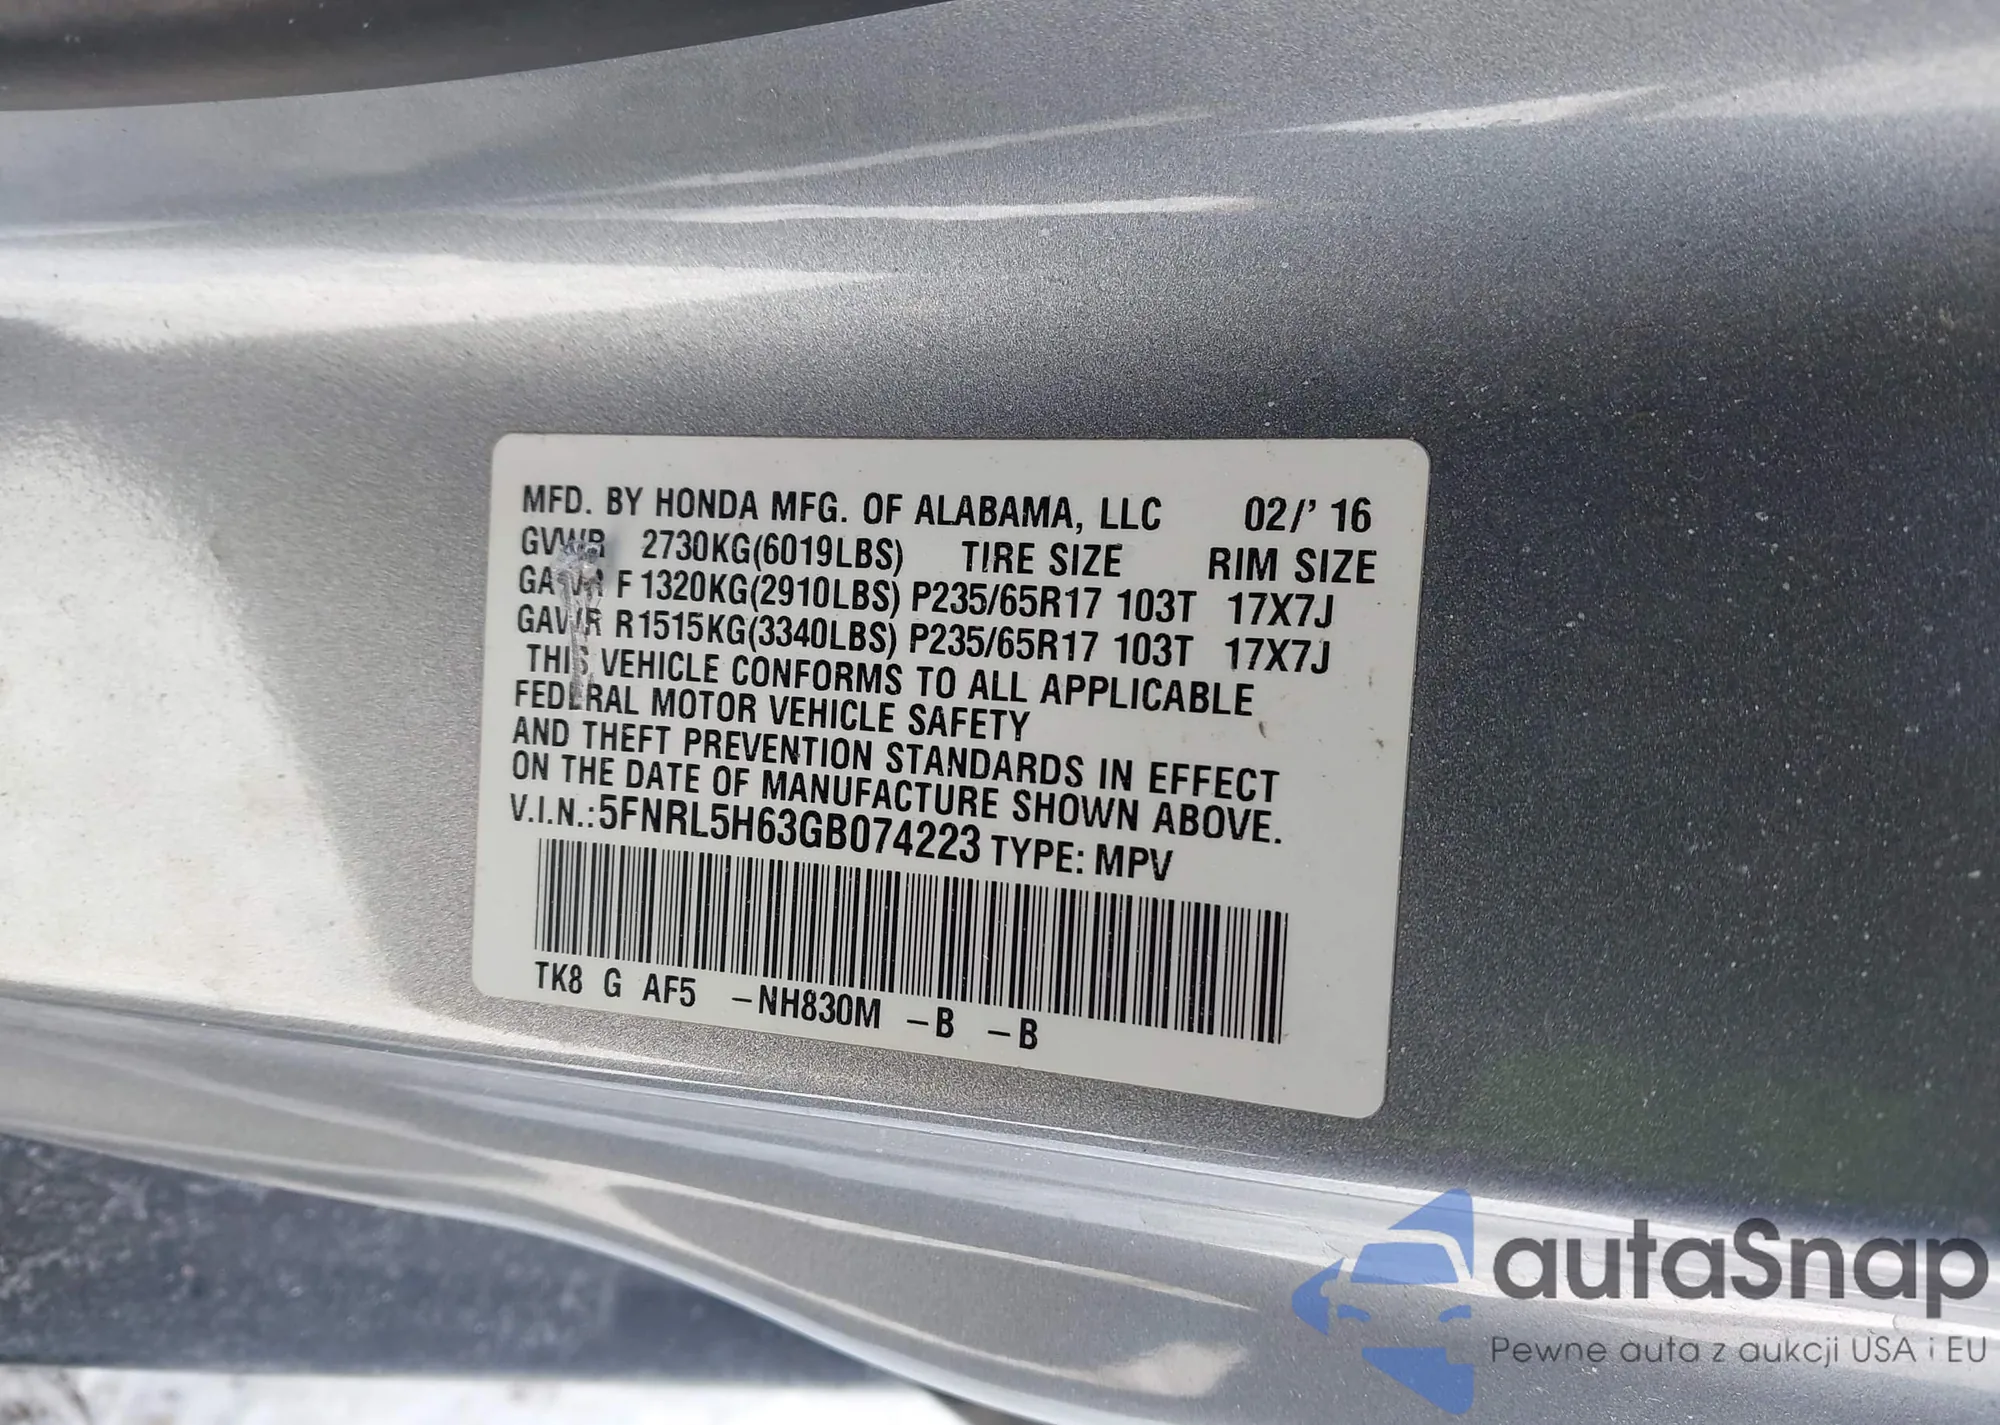 MFD. BY HONDA MFG. OF ALABAMA, LLC 02/' 16
GVWR 2730KG(6019LBS) TIRE SIZE RIM SIZE
GAWR F 1320KG(2910LBS) P235/65R17 103T 17X7J
GAWR R1515KG(3340LBS) P235/65R17 103T 17X7J
THIS VEHICLE CONFORMS TO ALL APPLICABLE
FEDERAL MOTOR VEHICLE SAFETY
AND THEFT PREVENTION STANDARDS IN EFFECT
ON THE DATE OF MANUFACTURE SHOWN ABOVE.
V.I.N.:5FNRL5H63GB074223 TYPE: MPV
TK8 G AF5 –NH830M –B –B
autaSnap
Pewne auta z aukcji USA i EU